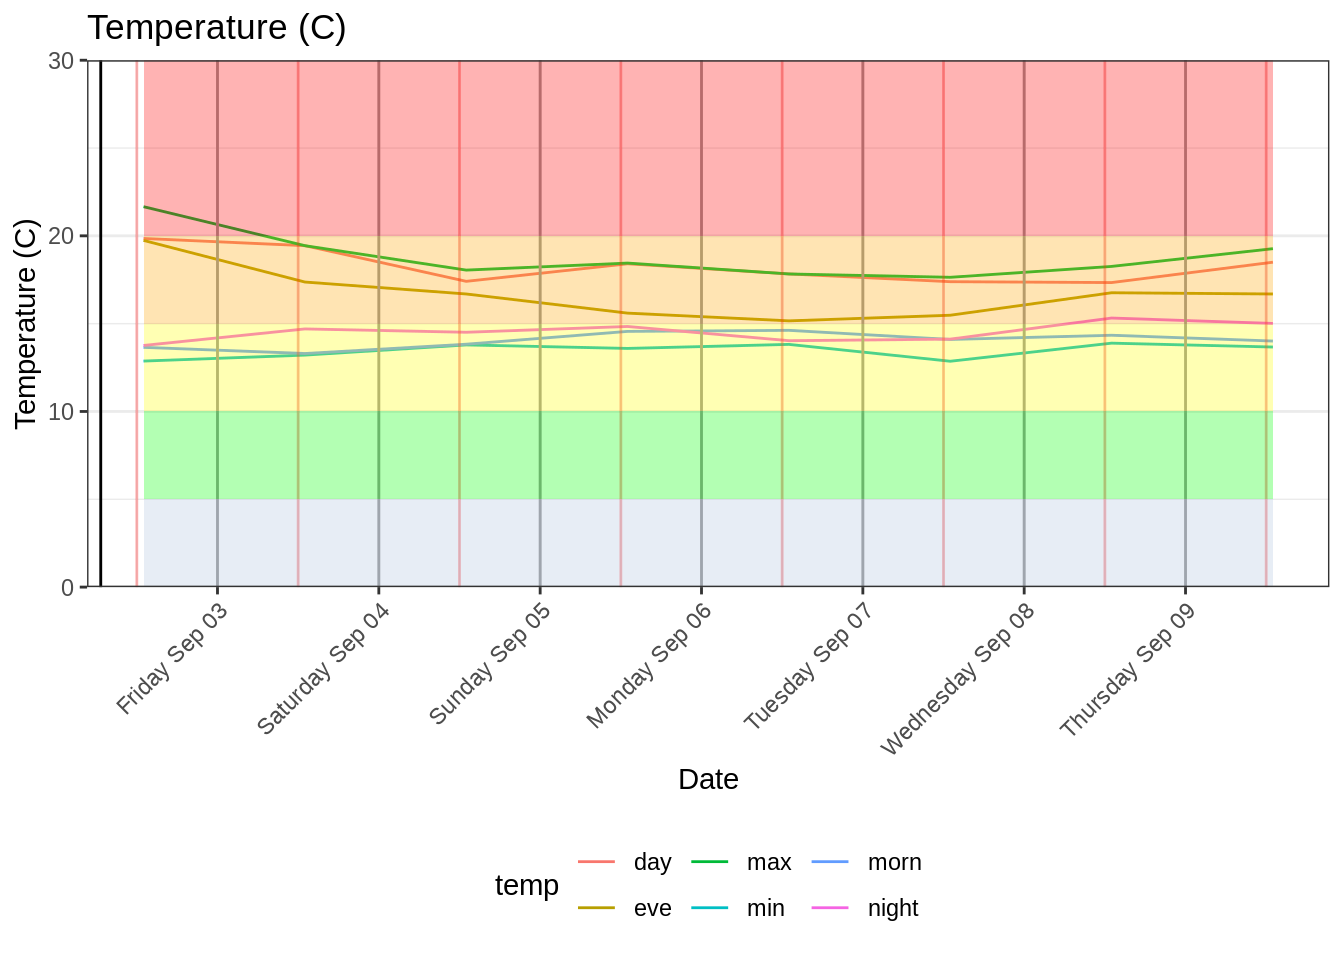 Temperature (C)
Temperature (C)
30
20
10
0
Friday Sep 03
Saturday Sep 04
Sunday Sep 05
Monday Sep 06
Tuesday Sep 07
Wednesday Sep 08
Thursday Sep 09
Date
temp
day
max
morn
eve
min
night